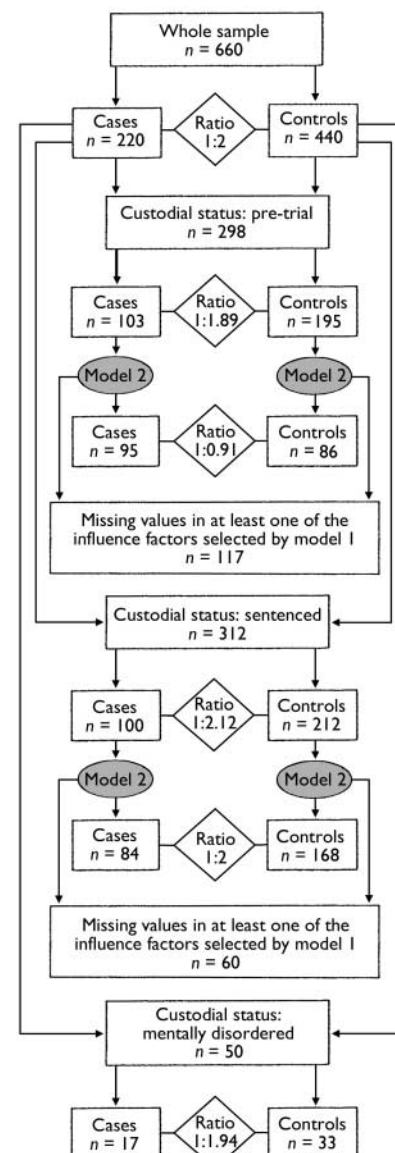 Whole sample
n = 660
Cases
n = 220
Ratio
1:2
Controls
n = 440
Custodial status: pre-trial
n = 298
Cases
n = 103
Ratio
1:1.89
Controls
n =195
Model 2
Model 2
Cases
n = 95
Ratio
1:0.91
Controls
n = 86
Missing values in at least one of the
influence factors selected by model 1
n = 117
Custodial status: sentenced
n = 312
Cases
n = 100
Ratio
1:2.12
Controls
n = 212
Model 2
Model 2
Cases
n = 84
Ratio
1:2
Controls
n = 168
Missing values in at least one of the
influence factors selected by model 1
n = 60
Custodial status:
mentally disordered
n = 50
Cases
n = 17
Ratio
1:1.94
Controls
n = 33